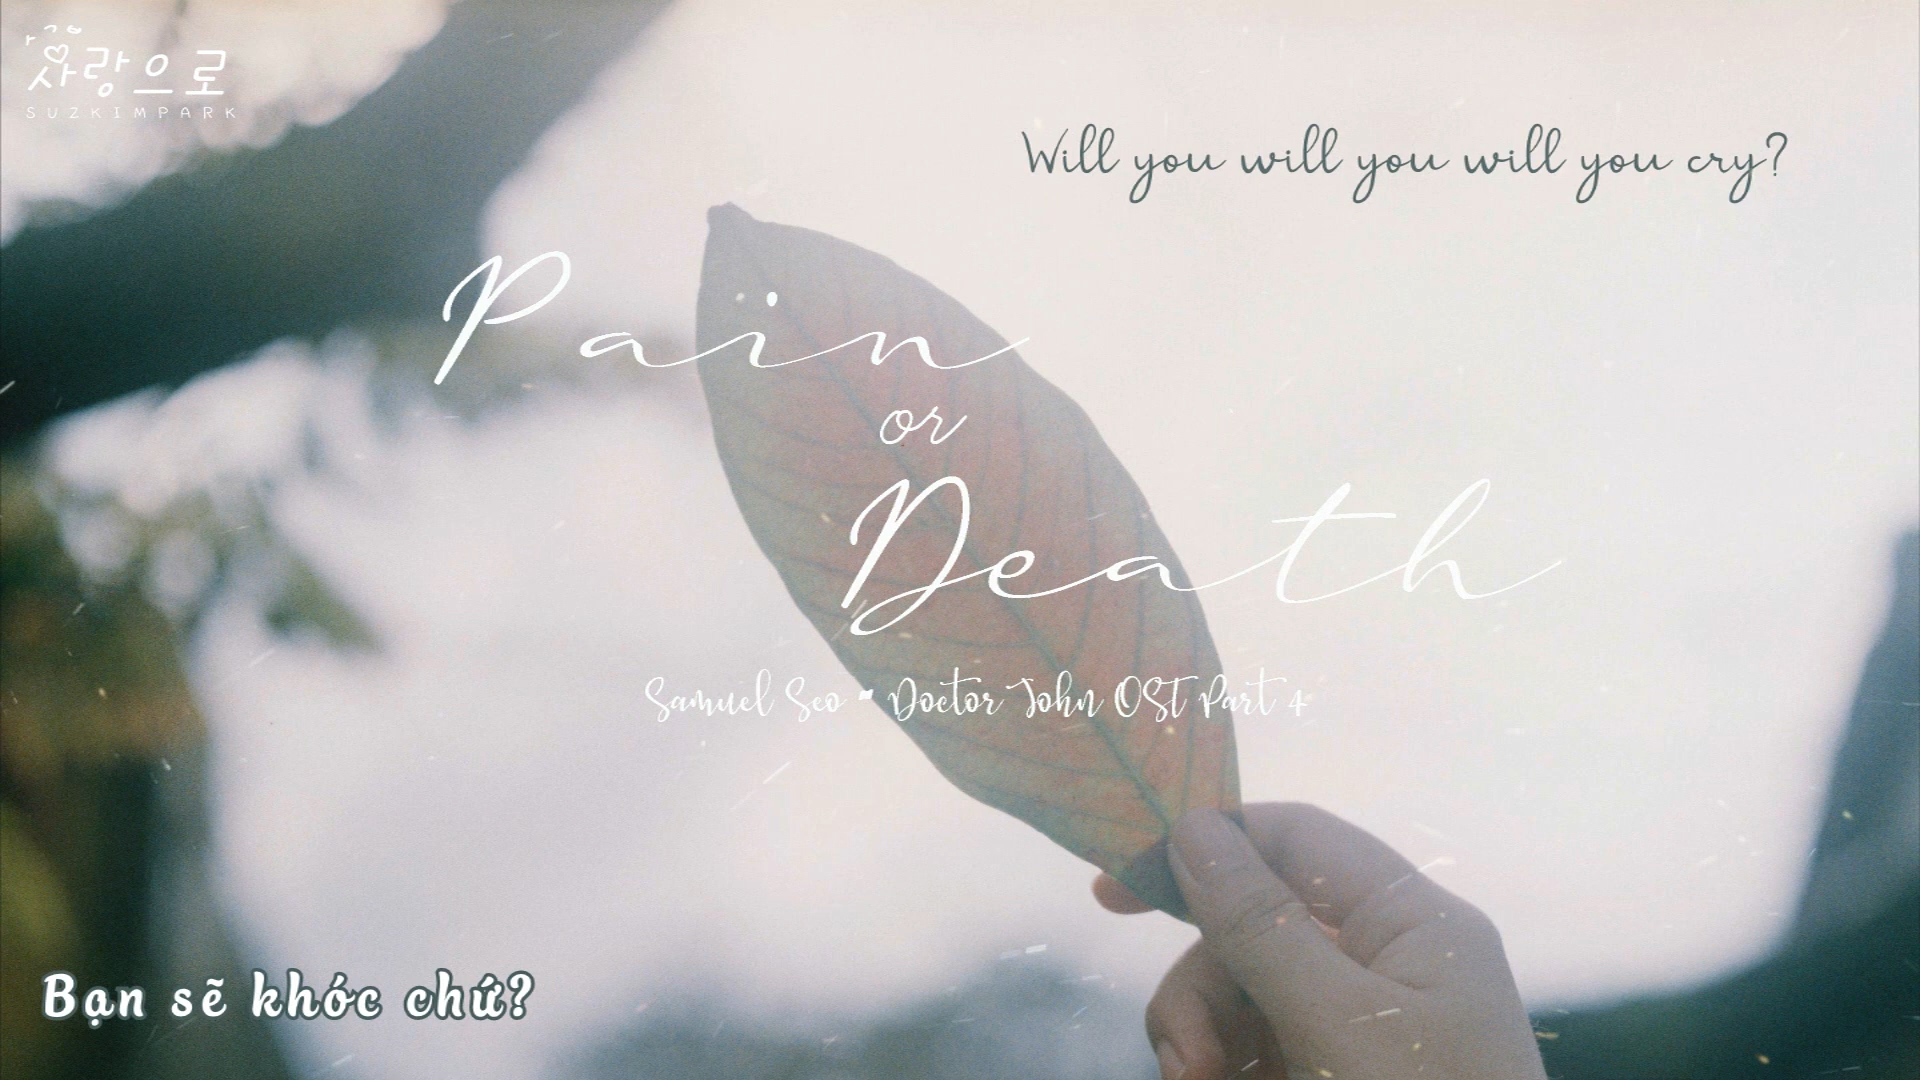 사랑으로
SUZKIMPARK
Will you will you will you cry?
Pain
or
Death
Samuel Seo - Doctor John OST Part 4
Bạn sẽ khóc chứ?